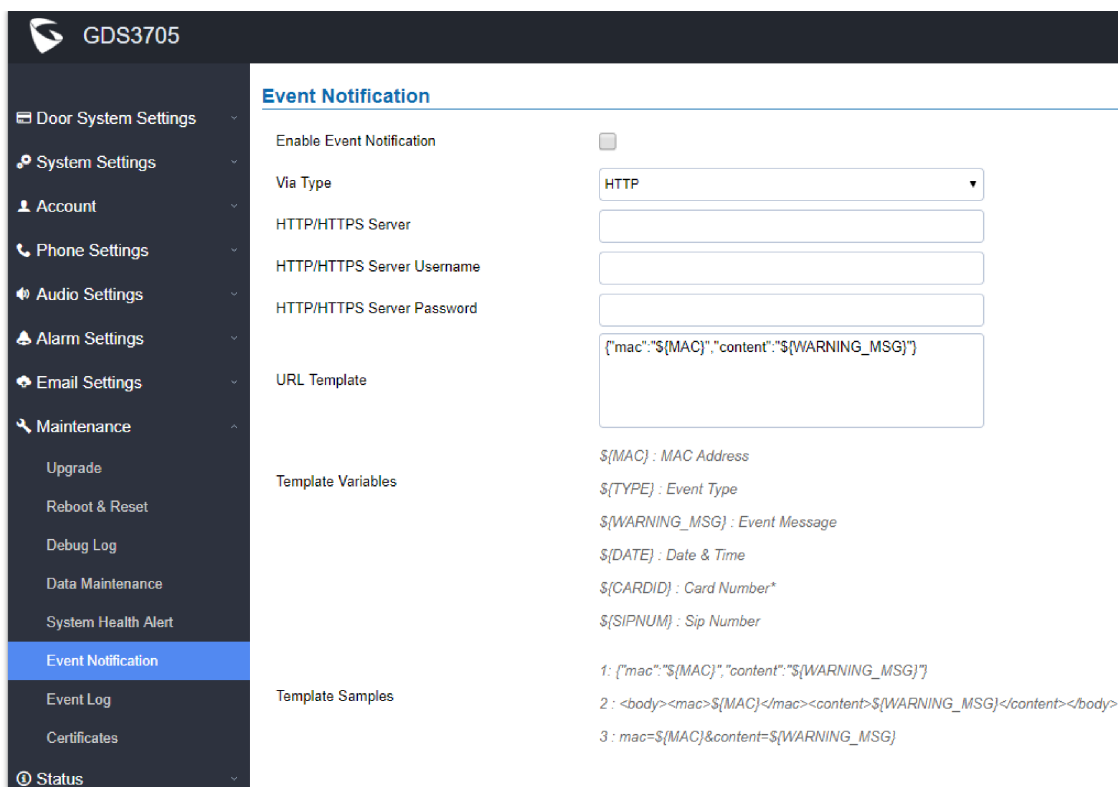 GDS3705
Door System Settings
System Settings
Account
Phone Settings
Audio Settings
Alarm Settings
Email Settings
Maintenance
Upgrade
Reboot & Reset
Debug Log
Data Maintenance
System Health Alert
Event Notification
Event Log
Certificates
Status
Event Notification
Enable Event Notification
Via Type
HTTP
HTTP/HTTPS Server
HTTP/HTTPS Server Username
HTTP/HTTPS Server Password
URL Template
{"mac":"${MAC}","content":"${WARNING_MSG}"}
Template Variables
${MAC} : MAC Address
${TYPE} : Event Type
${WARNING_MSG} : Event Message
${DATE} : Date & Time
${CARDID} : Card Number*
${SIPNUM} : Sip Number
Template Samples
1: {"mac":"${MAC}","content":"${WARNING_MSG}"}
2 : <body><mac>${MAC}</mac><content>${WARNING_MSG}</content></body>
3 : mac=${MAC}&content=${WARNING_MSG}